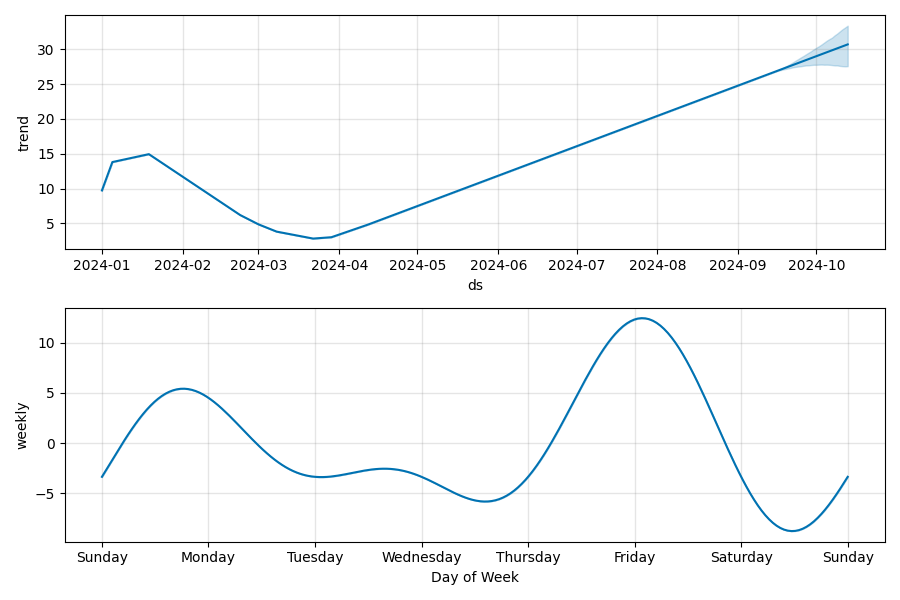 30
25
20
15
10
5
trend
2024-01 2024-02 2024-03 2024-04 2024-05 2024-06 2024-07 2024-08 2024-09 2024-10
ds
10
5
0
−5
weekly
Sunday Monday Tuesday Wednesday Thursday Friday Saturday Sunday
Day of Week